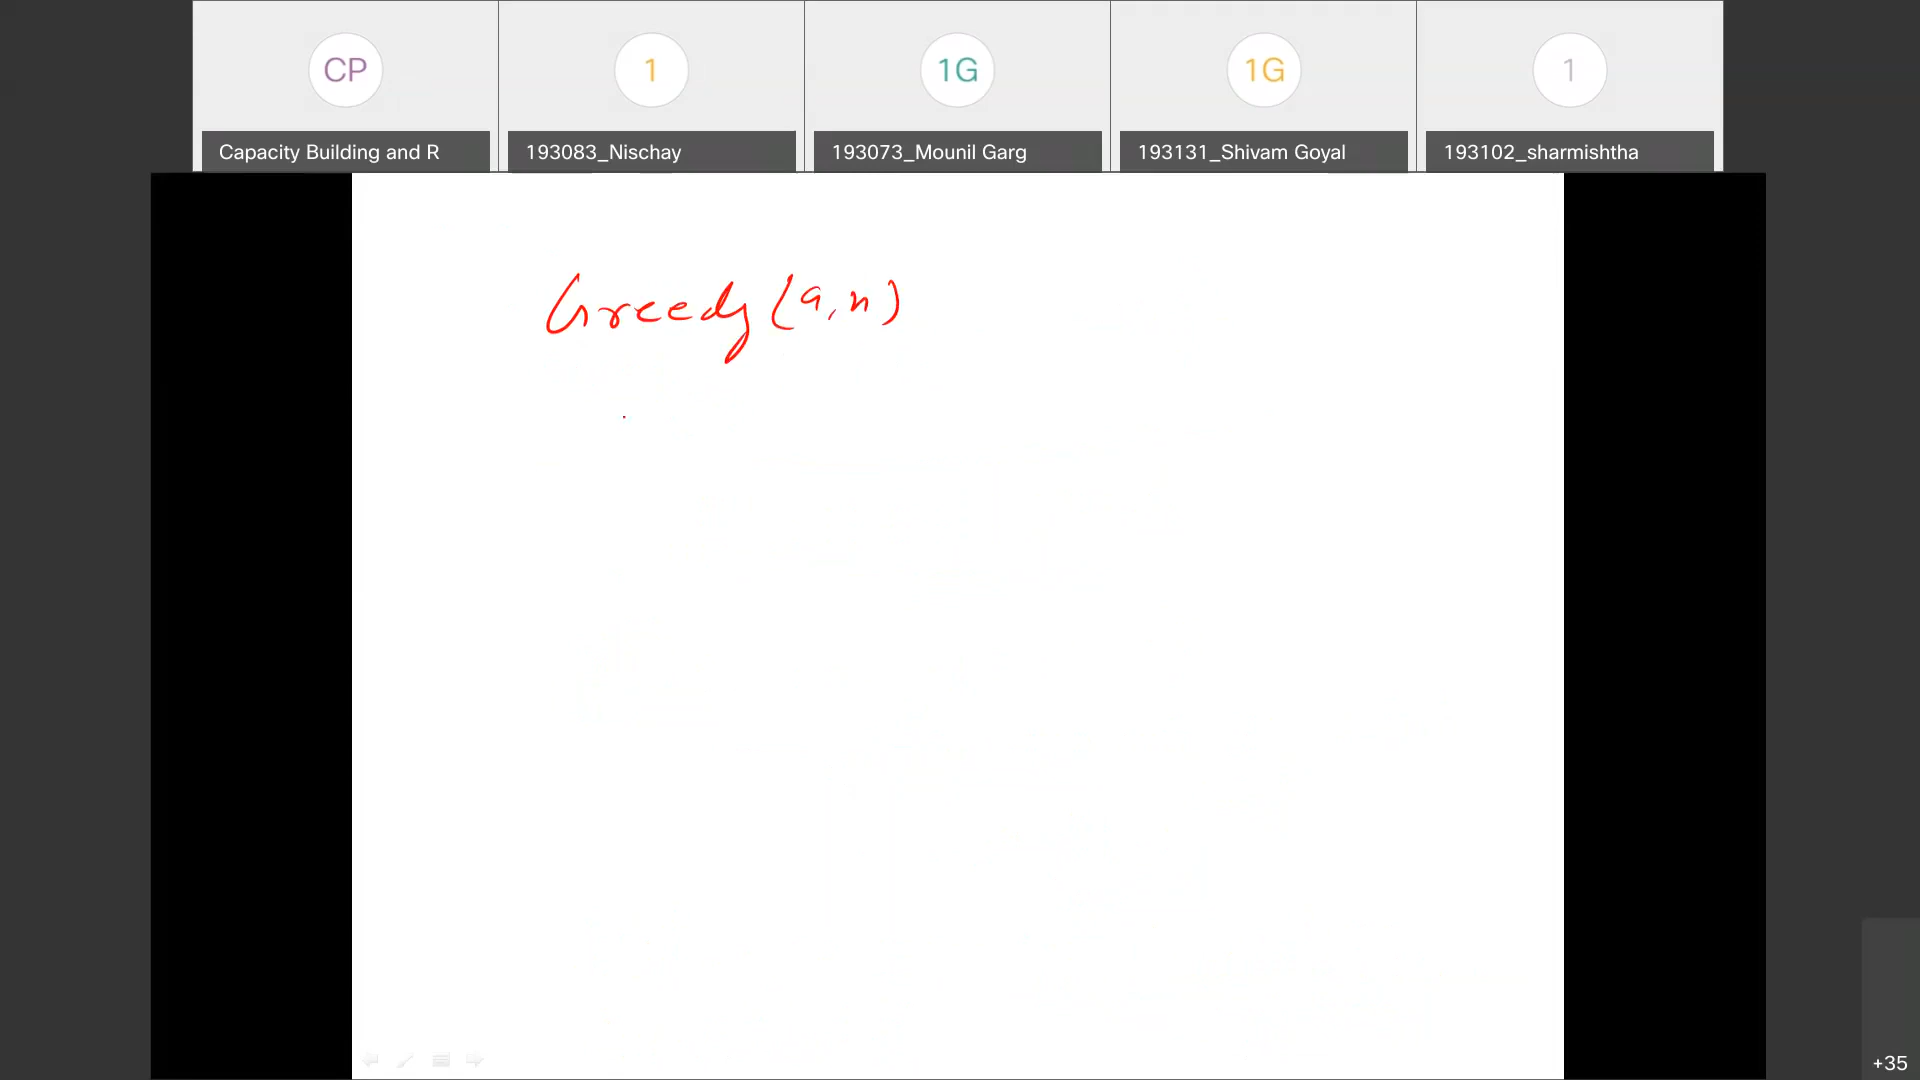 CP
1
1G
1G
1
Capacity Building and R
193083_Nischay
193073_Mounil Garg
193131_Shivam Goyal
193102_sharmishtha
Greedy (a, n)
+35